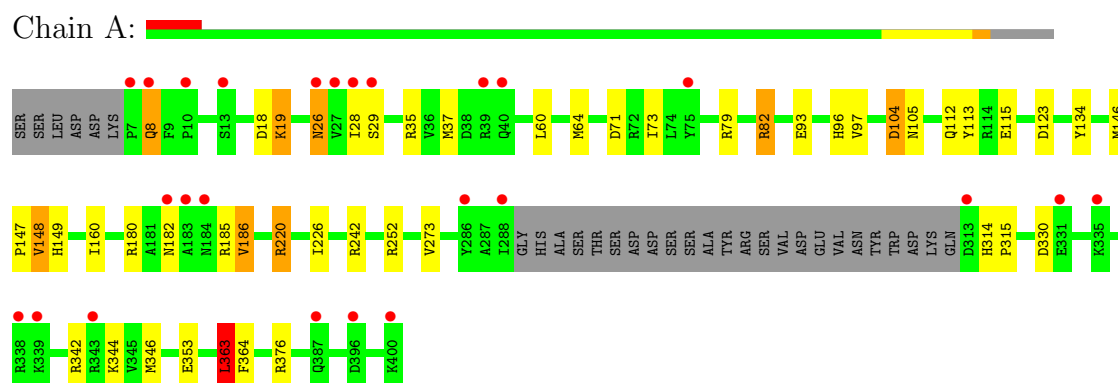 Chain A:
SER SER LEU ASP ASP LYS P7 Q8 F9 P10 S13 D18 K19 N26 V27 I28 S29 R35 V36 M37 D38 R39 Q40 L60 M64 D71 R72 I73 L74 Y75 R79 R82 E93 H96 V97 D104 N105 Q112 Y113 R114 E115 D123 Y134 M146
P147 V148 H149 I160 R180 A181 N182 A183 N184 R185 V186 R220 I226 R242 R252 V273 Y286 A287 I288 GLY HIS ALA SER THR SER ASP ASP SER SER ALA TYR ARG SER VAL ASP GLU VAL ASN TYR TRP ASP LYS GLN D313 H314 P315 D330 E331 K335
R338 K339 R342 R343 K344 V345 M346 E353 L363 F364 R376 Q387 D396 K400